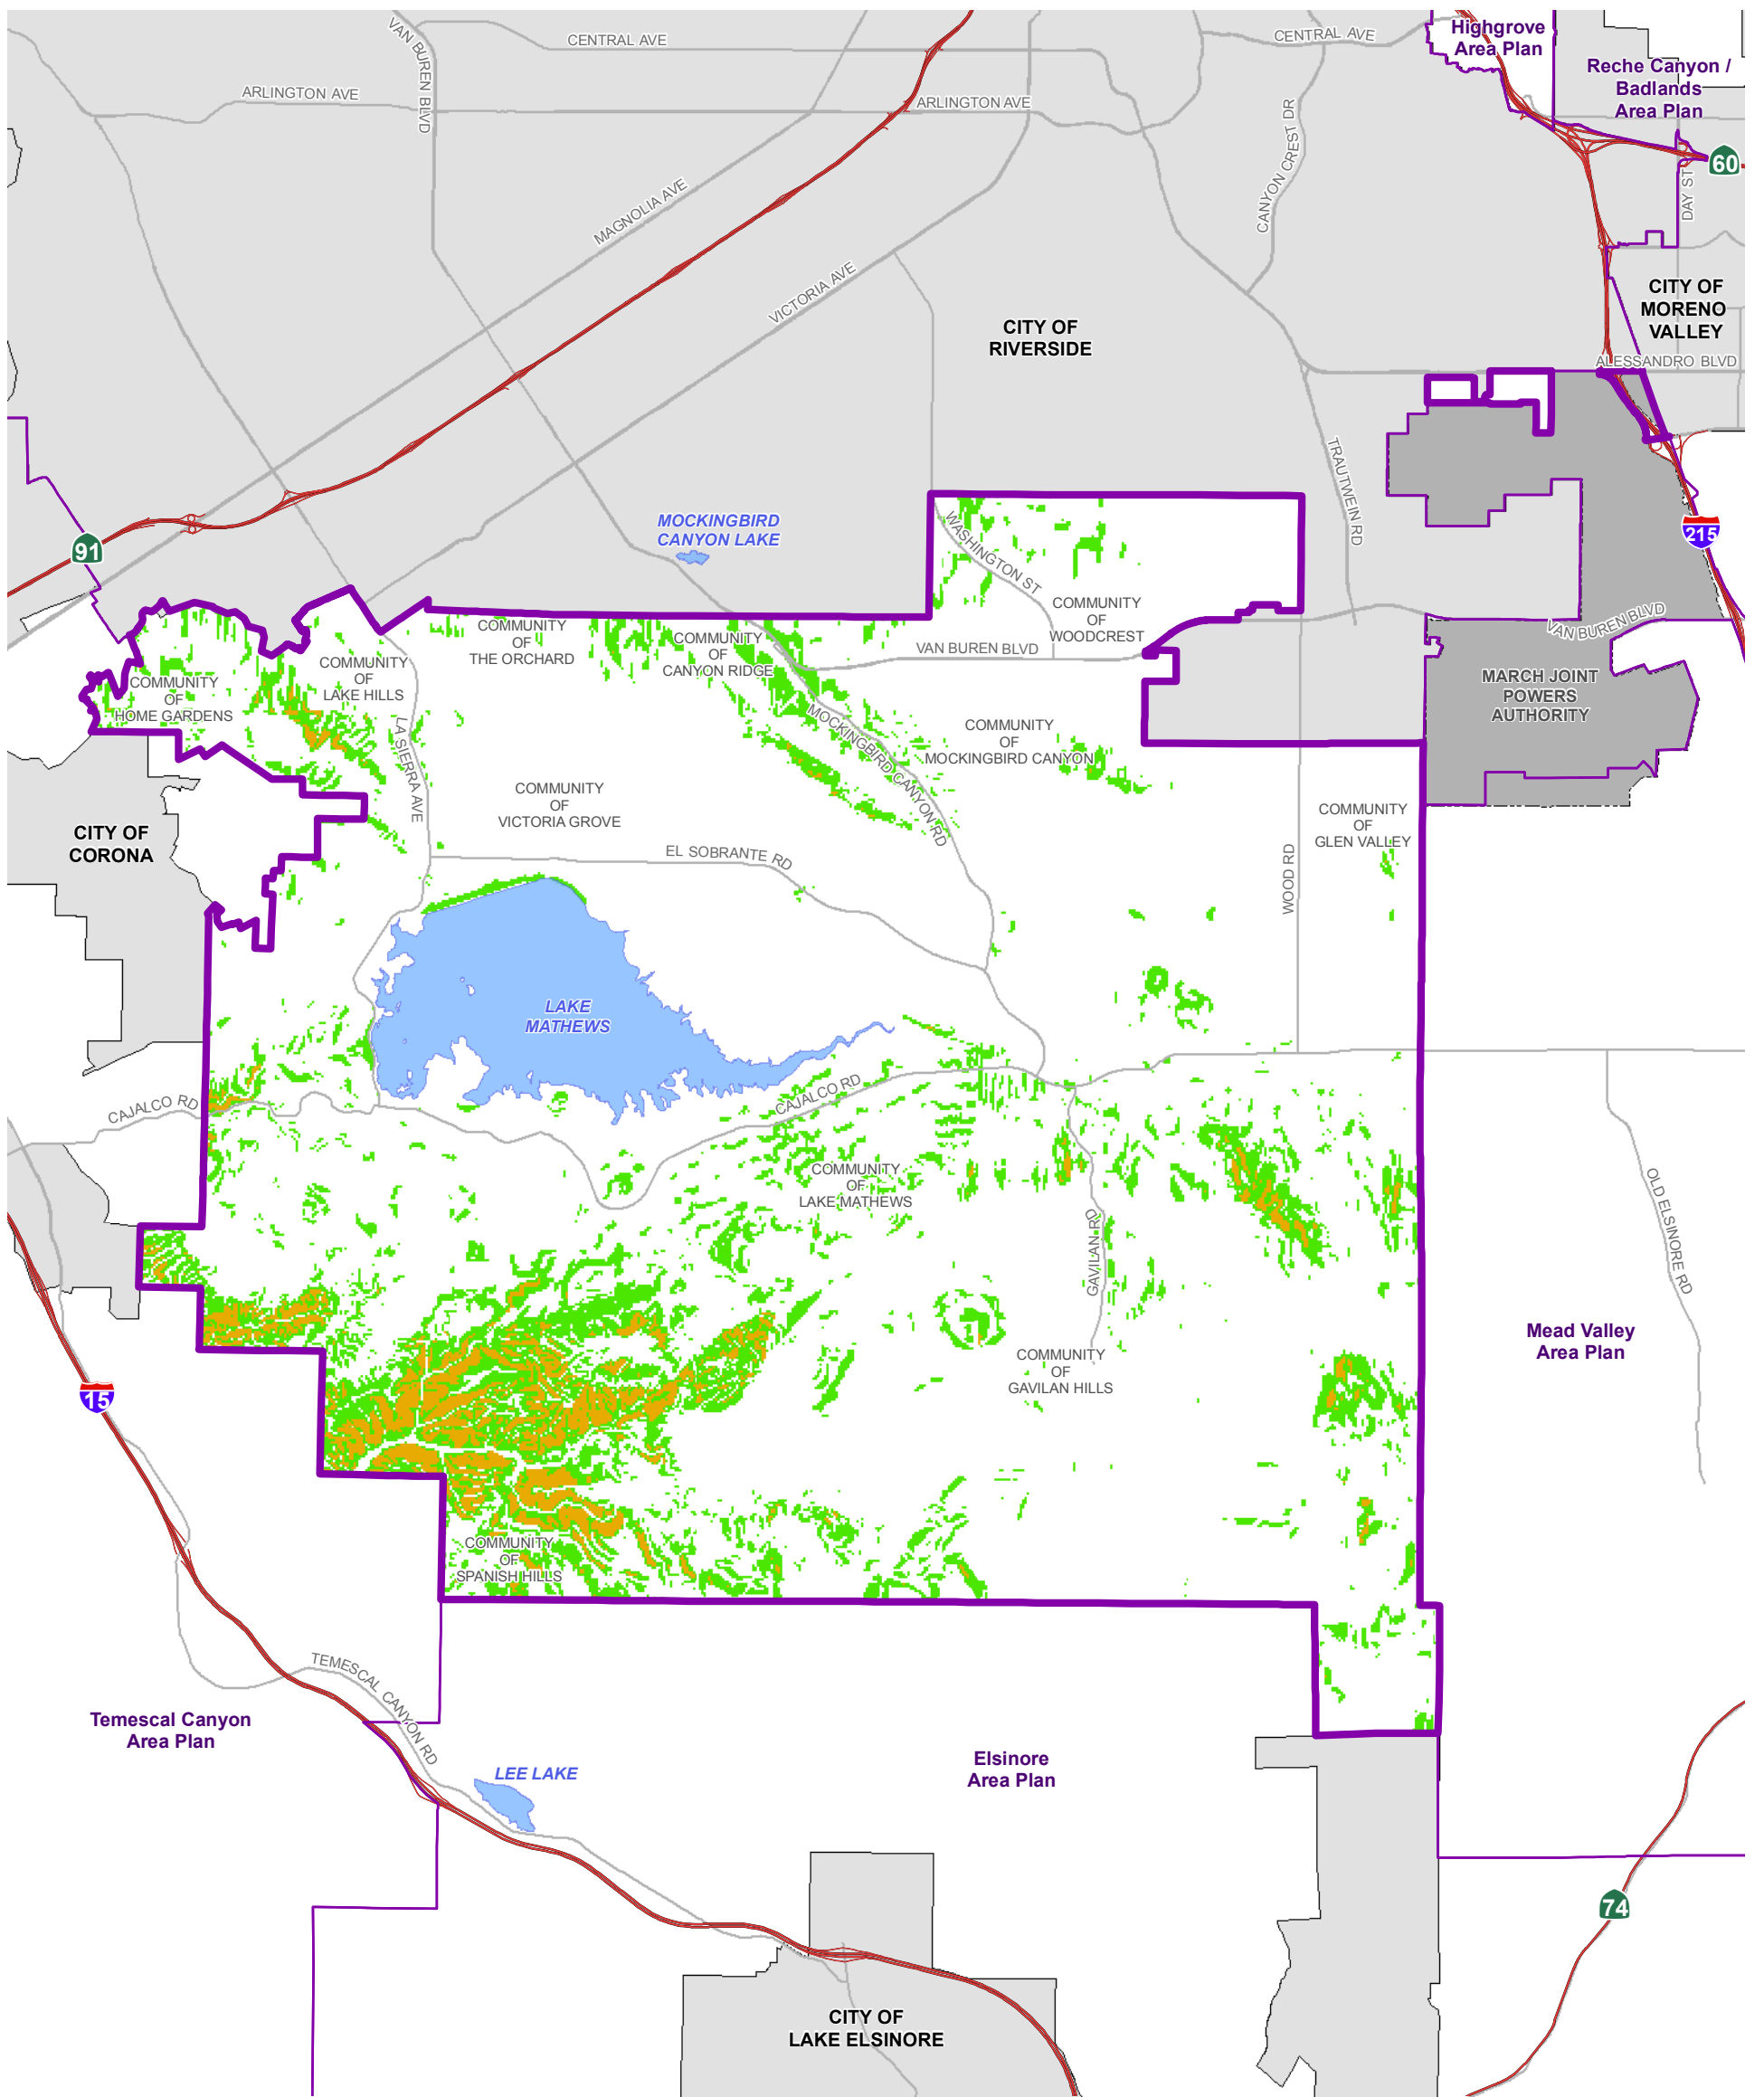 VAN BUREN BLVD
CENTRAL AVE
CENTRAL AVE
Highgrove
Area Plan
Reche Canyon /
Badlands
Area Plan
ARLINGTON AVE
ARLINGTON AVE
CANYON CREST DR
60
DAY ST
MAGNOLIA AVE
VICTORIA AVE
CITY OF
MORENO
VALLEY
CITY OF
RIVERSIDE
ALESSANDRO BLVD
TRAUTWEIN RD
MOCKINGBIRD
CANYON LAKE
91
215
WASHINGTON ST
COMMUNITY
OF
WOODCREST
VAN BUREN BLVD
COMMUNITY
OF
THE ORCHARD
COMMUNITY
OF
CANYON RIDGE
VAN BUREN BLVD
COMMUNITY
OF
LAKE HILLS
COMMUNITY
OF
HOME GARDENS
MARCH JOINT
POWERS
AUTHORITY
LA SIERRA AVE
MOCKINGBIRD CANYON RD
COMMUNITY
OF
MOCKINGBIRD CANYON
COMMUNITY
OF
VICTORIA GROVE
COMMUNITY
OF
GLEN VALLEY
CITY OF
CORONA
EL SOBRANTE RD
WOOD RD
LAKE
MATHEWS
CAJALCO RD
CAJALCO RD
COMMUNITY
OF
LAKE MATHEWS
OLD ELSINORE RD
GAVILAN RD
Mead Valley
Area Plan
COMMUNITY
OF
GAVILAN HILLS
15
COMMUNITY
OF
SPANISH HILLS
TEMESCAL CANYON RD
Temescal Canyon
Area Plan
LEE LAKE
Elsinore
Area Plan
74
CITY OF
LAKE ELSINORE